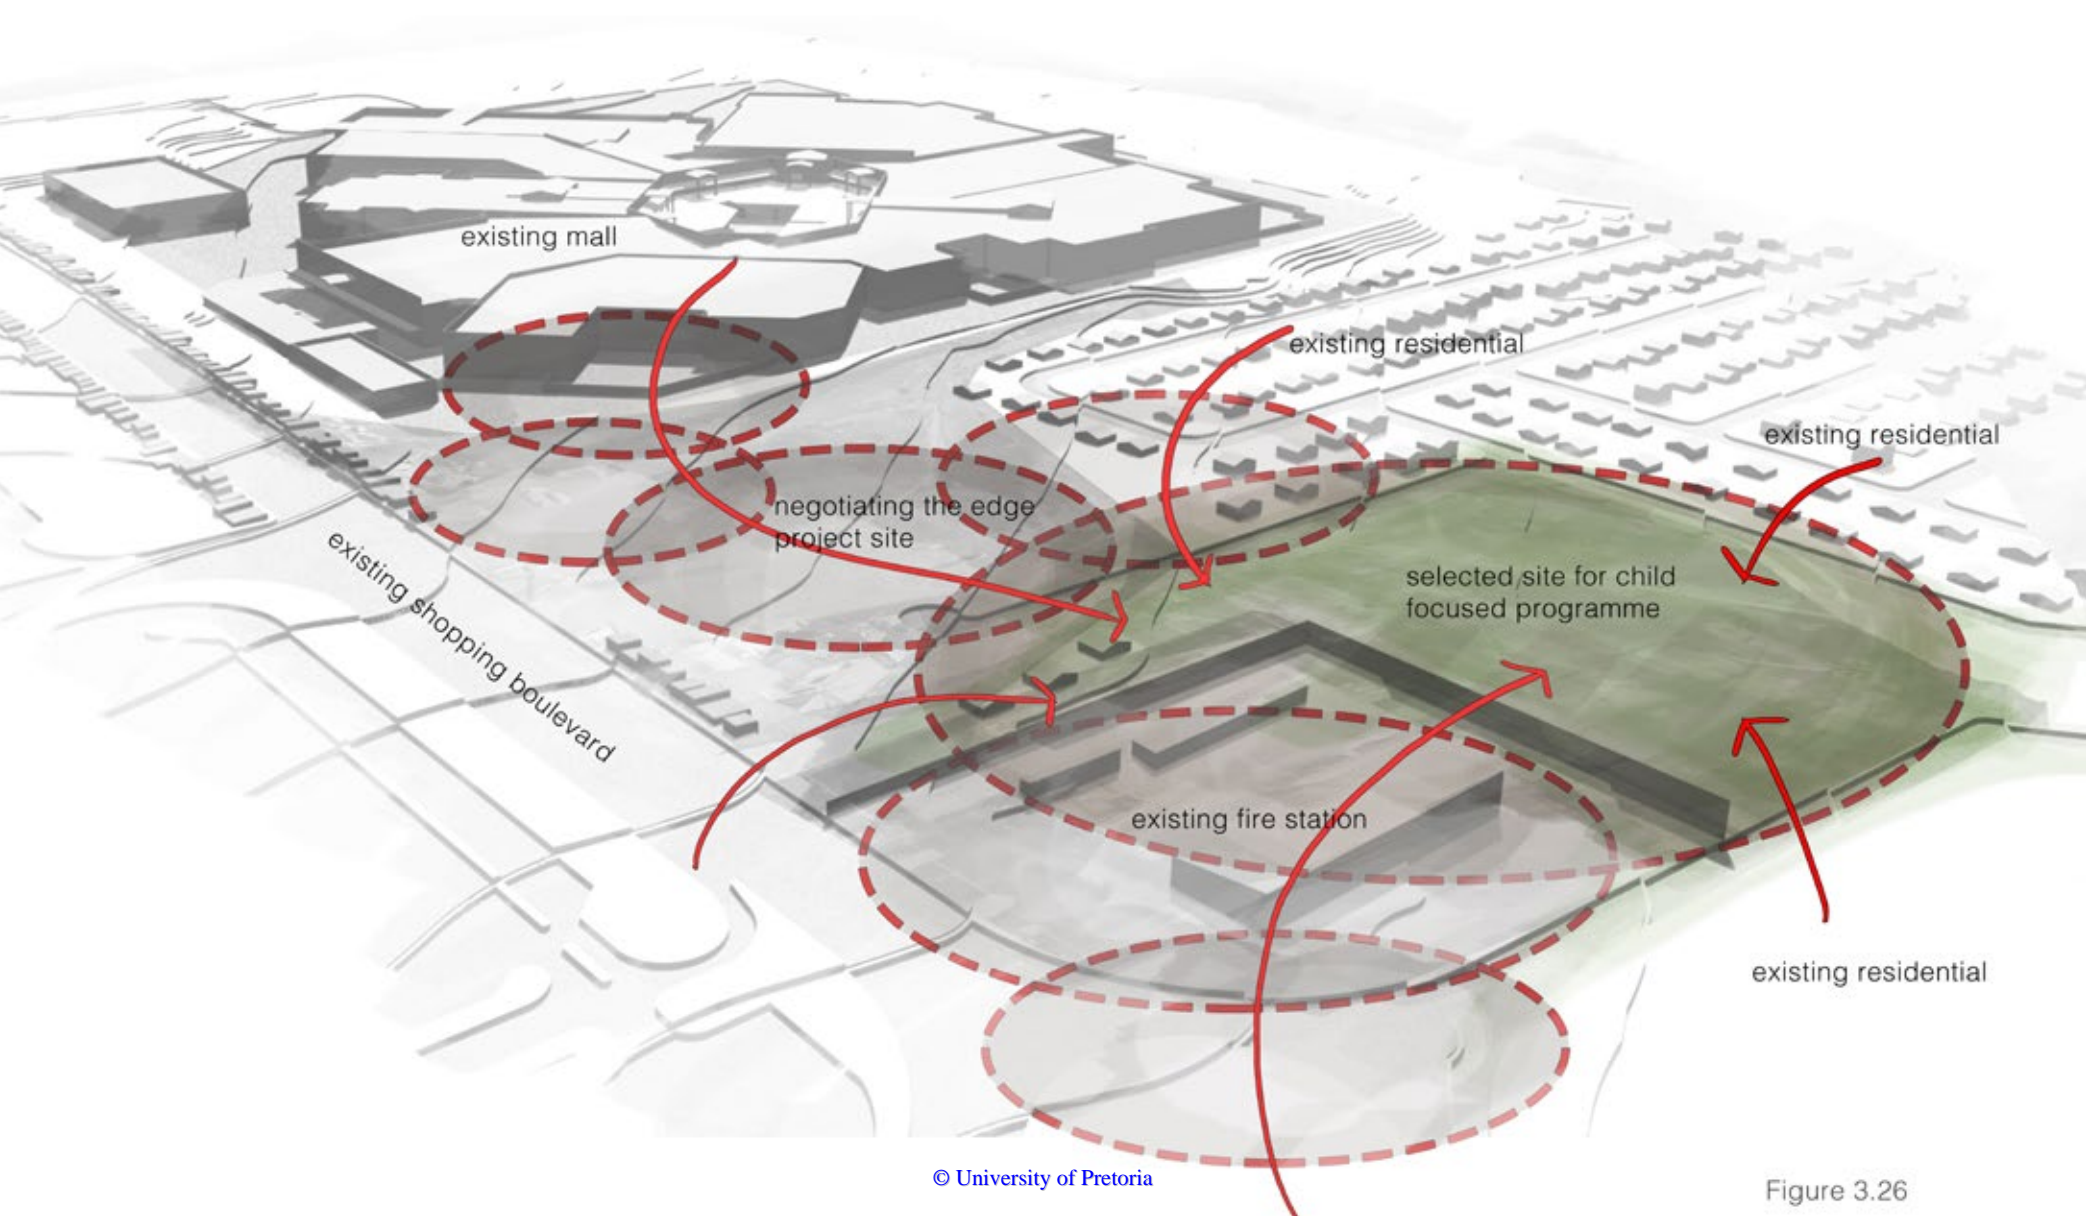 existing mall
existing residential
existing residential
negotiating the edge
project site
existing shopping boulevard
selected site for child
focused programme
existing fire station
existing residential
© University of Pretoria
Figure 3.26